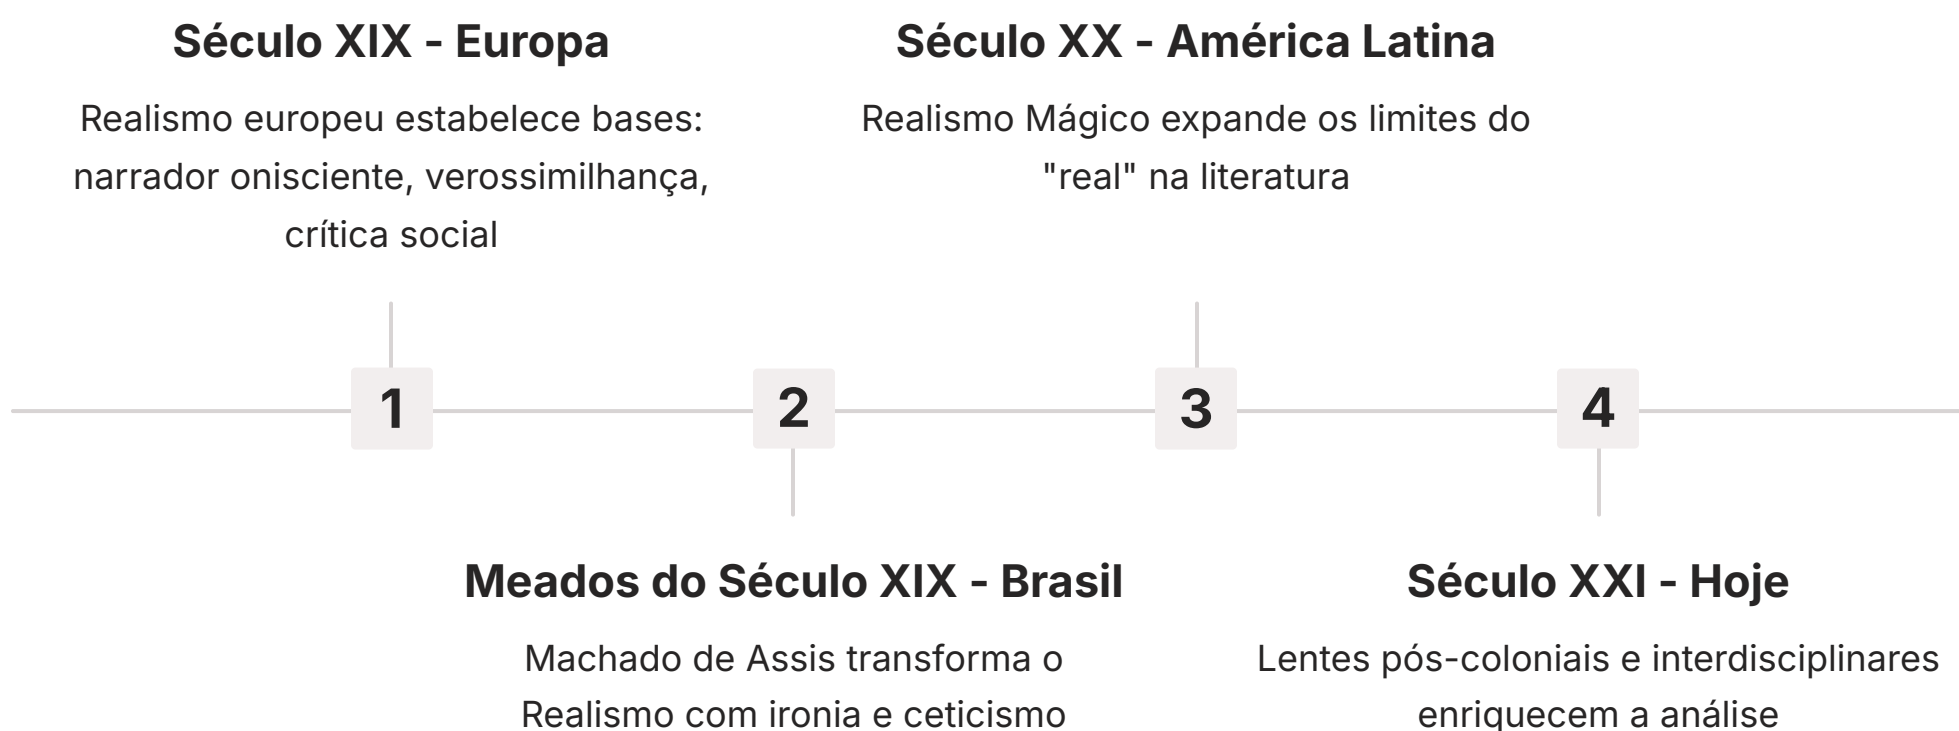 Século XIX - Europa
Realismo europeu estabelece bases:
narrador onisciente, verossimilhança,
crítica social
Século XX - América Latina
Realismo Mágico expande os limites do
"real" na literatura
1
2
3
4
Meados do Século XIX - Brasil
Machado de Assis transforma o
Realismo com ironia e ceticismo
Século XXI - Hoje
Lentes pós-coloniais e interdisciplinares
enriquecem a análise